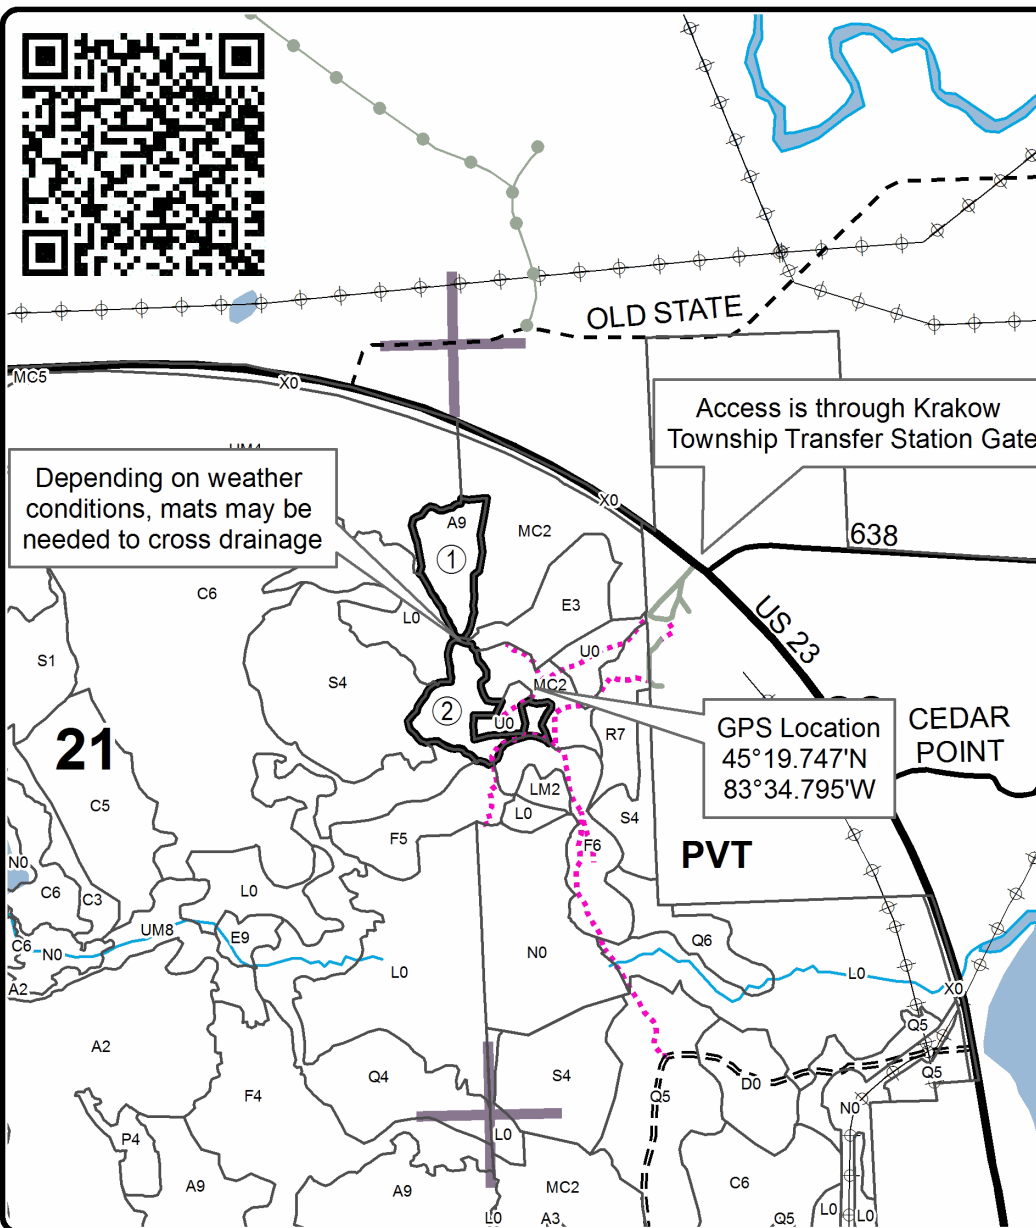 OLD STATE
MC5
X0
Access is through Krakow
Township Transfer Station Gate
Depending on weather
conditions, mats may be
needed to cross drainage
A9
X0
MC2
638
1
C6
L0
E3
US 23
S1
S4
U0
MC2
2
U0
R7
GPS Location
45°19.747'N
83°34.795'W
CEDAR
POINT
21
C5
LM2
L0
S4
F5
F6
PVT
N0
C6
C3
L0
UM8
E9
C6
N0
L0
N0
Q6
L0
A2
X0
A2
Q5
Q4
S4
Q5
D0
Q5
F4
N0
P4
L0
A9
A9
MC2
C6
L0
A3
Q5
L0
L0